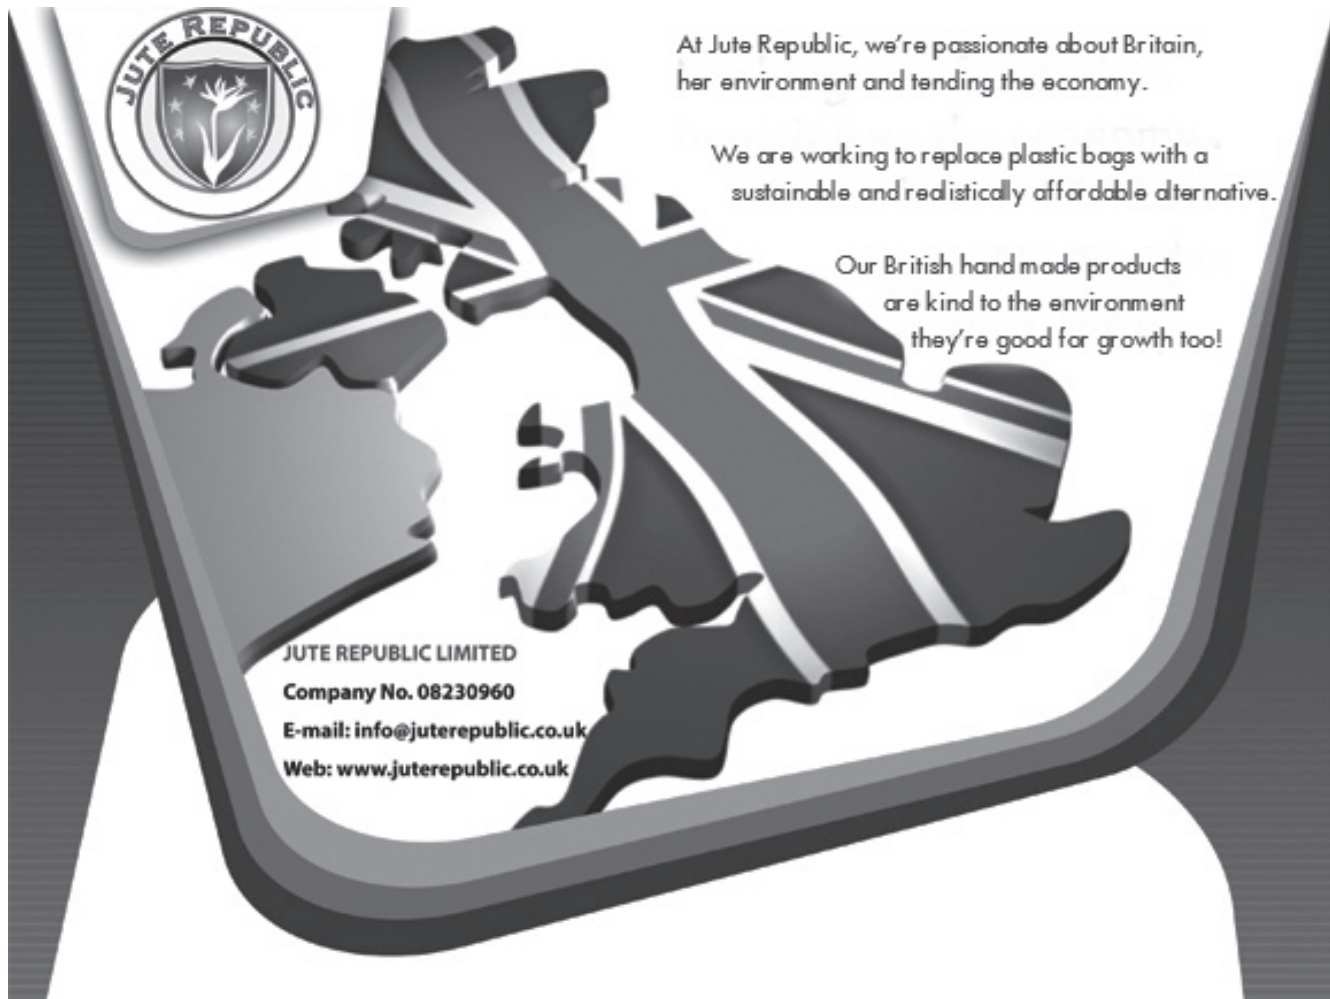 JUTE REPUBLIC
At Jute Republic, we're passionate about Britain,
her environment and tending the economy.
We are working to replace plastic bags with a
sustainable and realistically affordable alternative.
Our British hand made products
are kind to the environment
they're good for growth too!
JUTE REPUBLIC LIMITED
Company No. 08230960
E-mail: info@juterepublic.co.uk
Web: www.juterepublic.co.uk